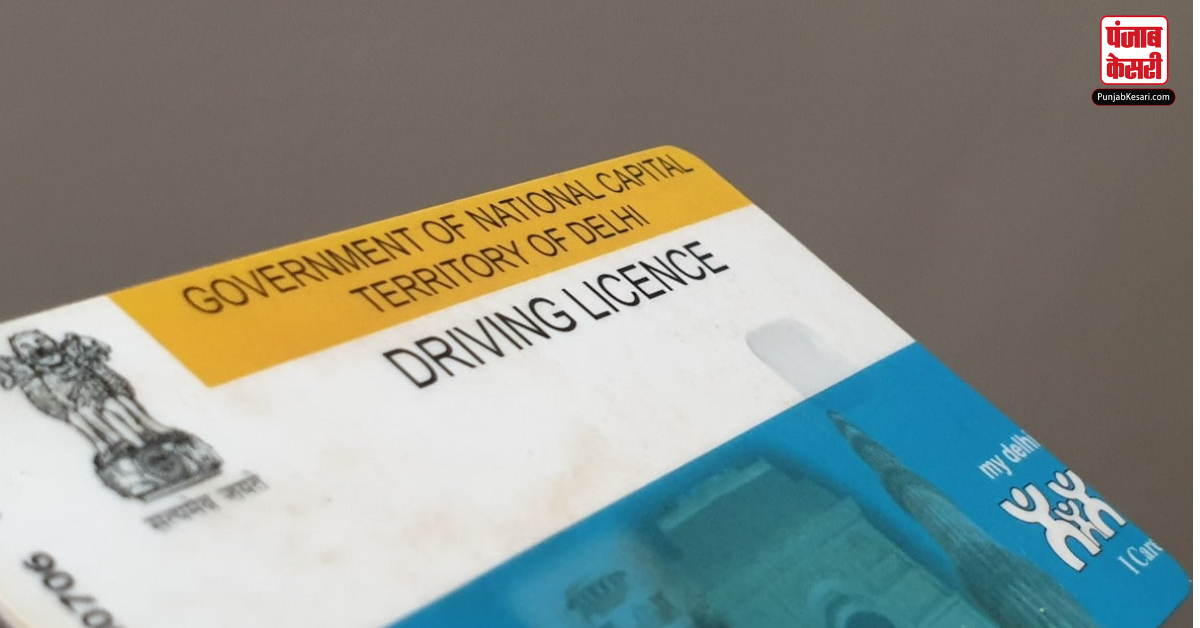 पंजाब
केसरी
PunjabKesari.com
GOVERNMENT OF NATIONAL CAPITAL
TERRITORY OF DELHI
DRIVING LICENCE
सत्यमेव जयते
my delhi
I Care